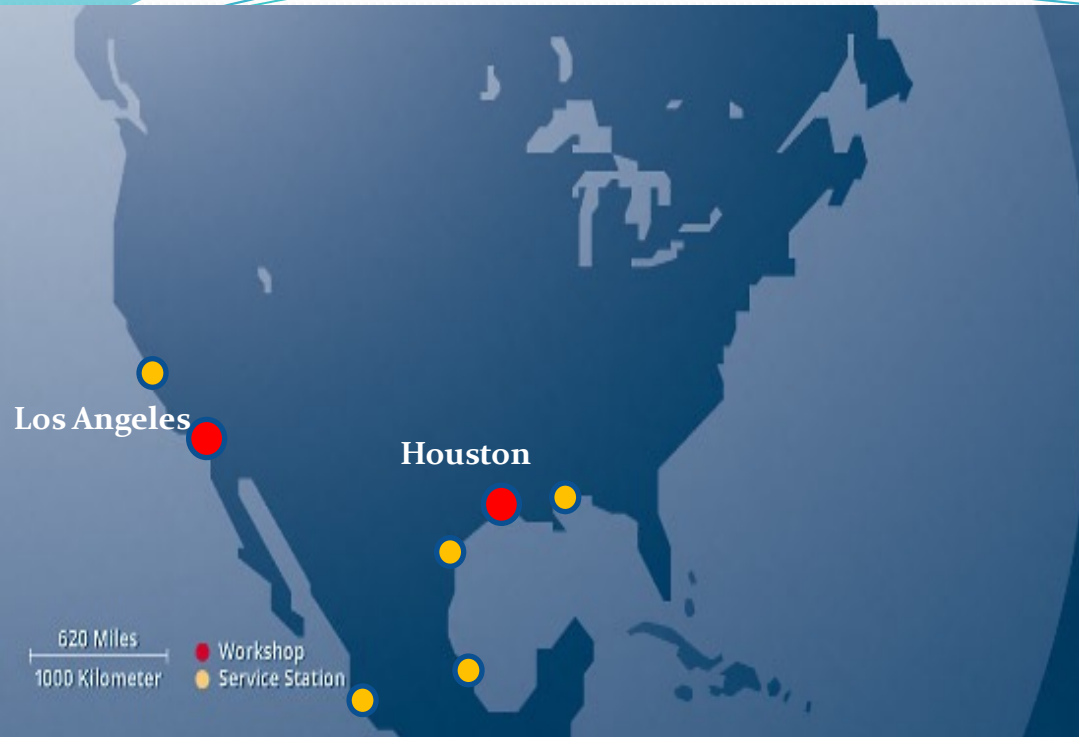 Los Angeles
Houston
620 Miles
1000 Kilometer
Workshop
Service Station